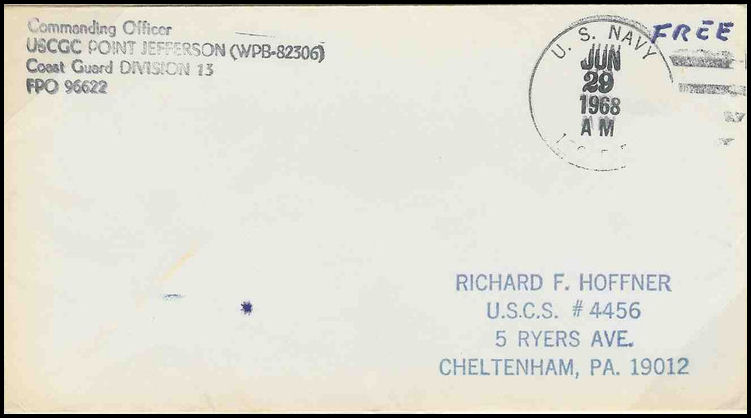 Commanding Officer
USCGC POINT JEFFERSON (WPB-82306)
Coast Guard DIVISION 13
FPO 96622
U. S. NAVY
JUN
29
1968
AM
FREE
RICHARD F. HOFFNER
U.S.C.S. # 4456
5 RYERS AVE.
CHELTENHAM, PA. 19012